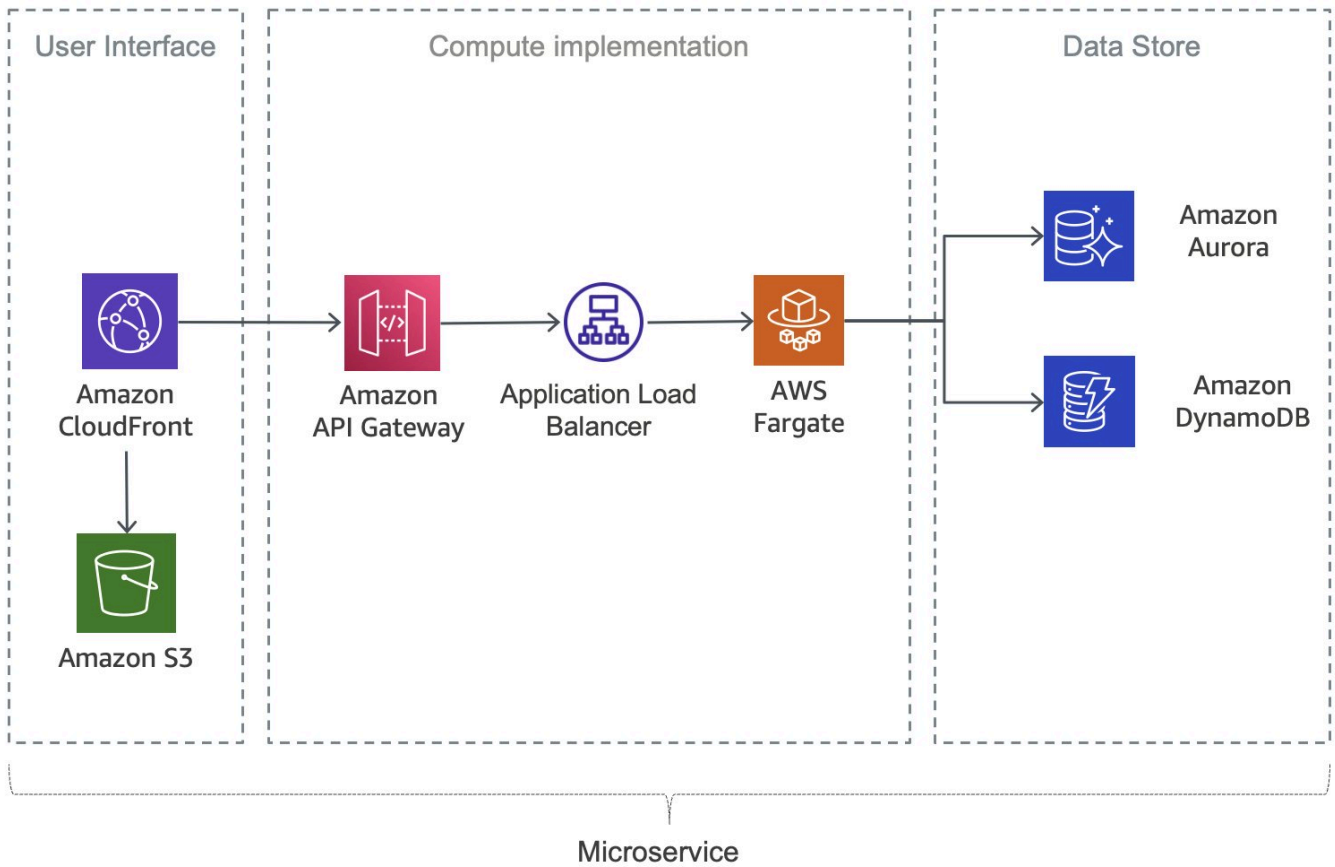 User Interface
Compute implementation
Data Store
Amazon
CloudFront
Amazon S3
Amazon
API Gateway
</>
Application Load
Balancer
AWS
Fargate
Amazon
Aurora
Amazon
DynamoDB
Microservice